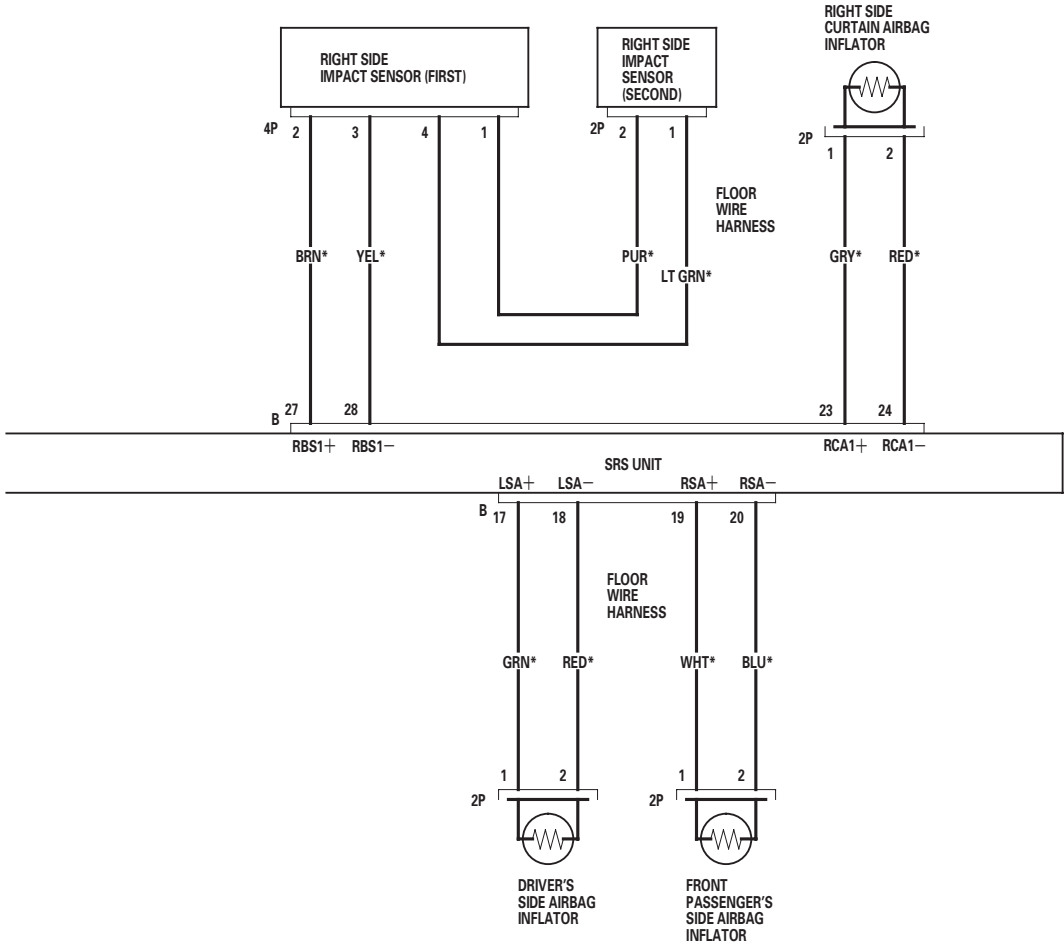 RIGHT SIDE
CURTAIN AIRBAG
INFLATOR
RIGHT SIDE
IMPACT SENSOR (FIRST)
RIGHT SIDE
IMPACT
SENSOR
(SECOND)
4P 2 3 4 1
2P 2 1
2P 1 2
FLOOR
WIRE
HARNESS
BRN* YEL* PUR* LT GRN* GRY* RED*
B 27 28 23 24
RBS1+ RBS1− RCA1+ RCA1−
SRS UNIT
LSA+ LSA− RSA+ RSA−
B 17 18 19 20
FLOOR
WIRE
HARNESS
GRN* RED* WHT* BLU*
1 2 1 2
2P 2P
DRIVER'S
SIDE AIRBAG
INFLATOR
FRONT
PASSENGER'S
SIDE AIRBAG
INFLATOR